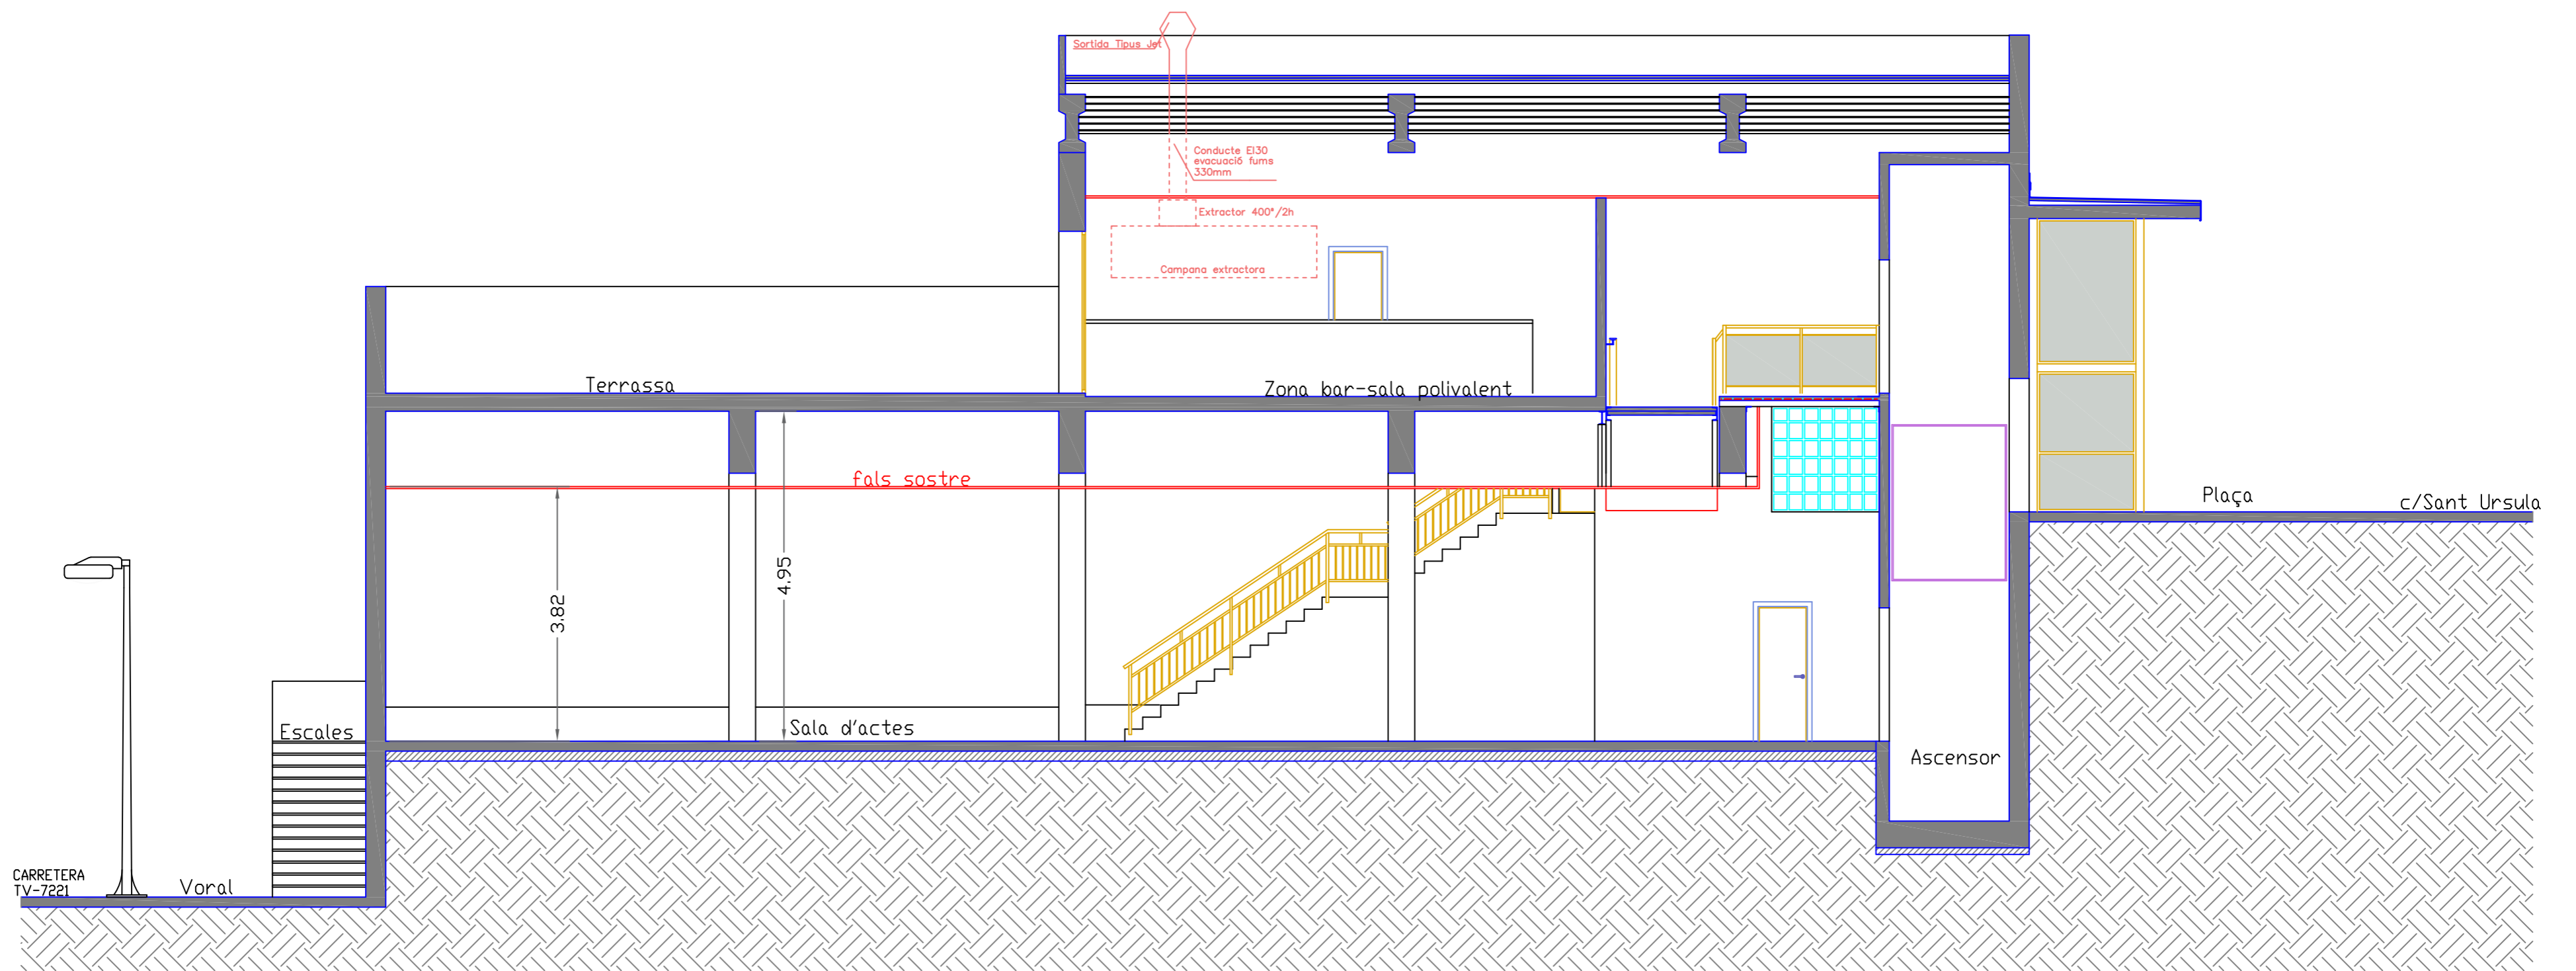 Sortida Tipus Jet
Conducte EI30
evacuació fums
330mm
Extractor 400°/2h
Campana extractora
Terrassa
Zona bar-sala polivalent
fals sostre
Plaça
c/Sant Ursula
4.95
3.82
Escales
Sala d'actes
Ascensor
CARRETERA
TV-7221
Voral